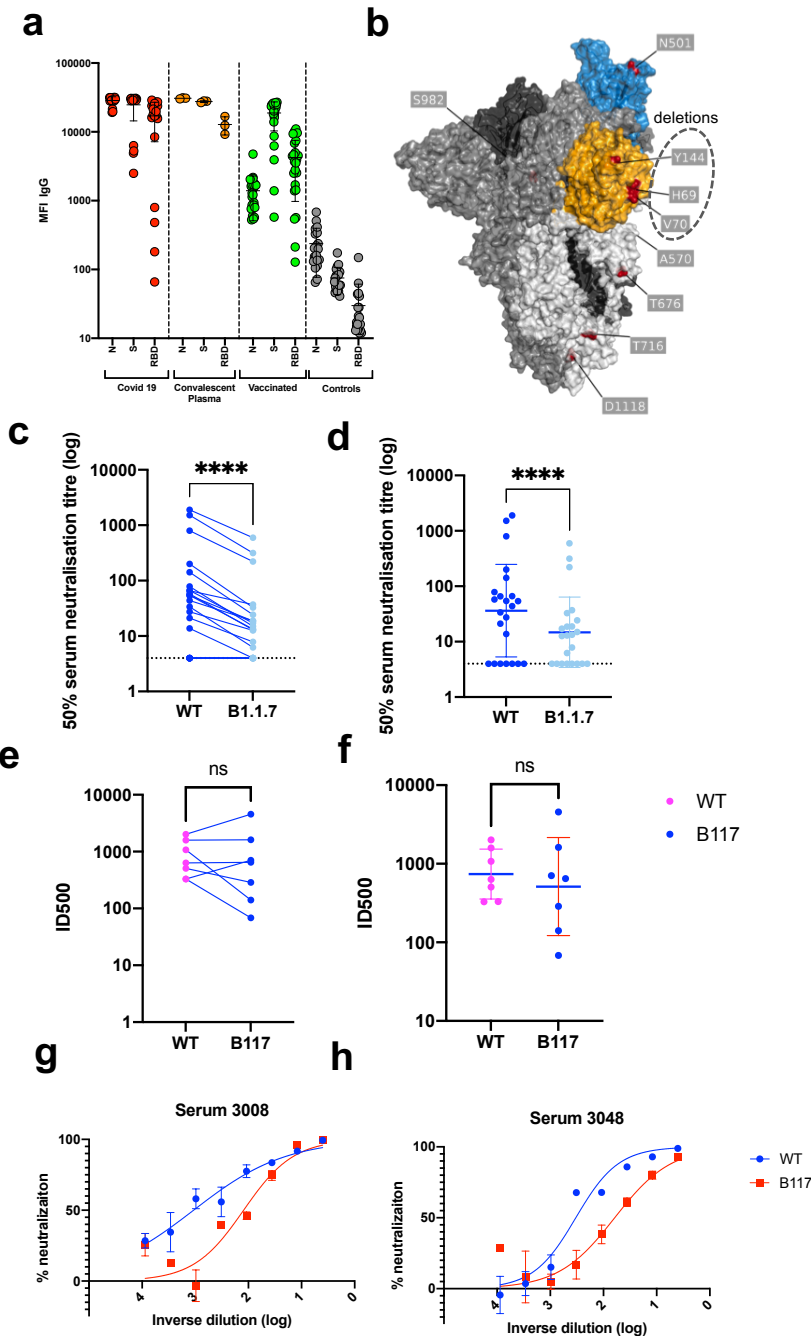 a
100000
10000
1000
100
10
MFI IgG
N
S
RBD
N
S
RBD
N
S
RBD
N
S
RBD
Covid 19
Convalescent
Plasma
Vaccinated
Controls
b
N501
S982
deletions
Y144
H69
V70
A570
T676
T716
D1118
c
50% serum neutralisation titre (log)
10000
1000
100
10
1
****
WT
B1.1.7
d
50% serum neutralisation titre (log)
10000
1000
100
10
1
****
WT
B1.1.7
e
ID500
10000
1000
100
10
1
ns
WT
B117
f
ID500
10000
1000
100
10
ns
WT
B117
WT
B117
g
Serum 3008
% neutralizaiton
100
50
0
4
3
2
1
0
Inverse dilution (log)
h
Serum 3048
% neutralizaiton
100
50
0
4
3
2
1
0
Inverse dilution (log)
WT
B117